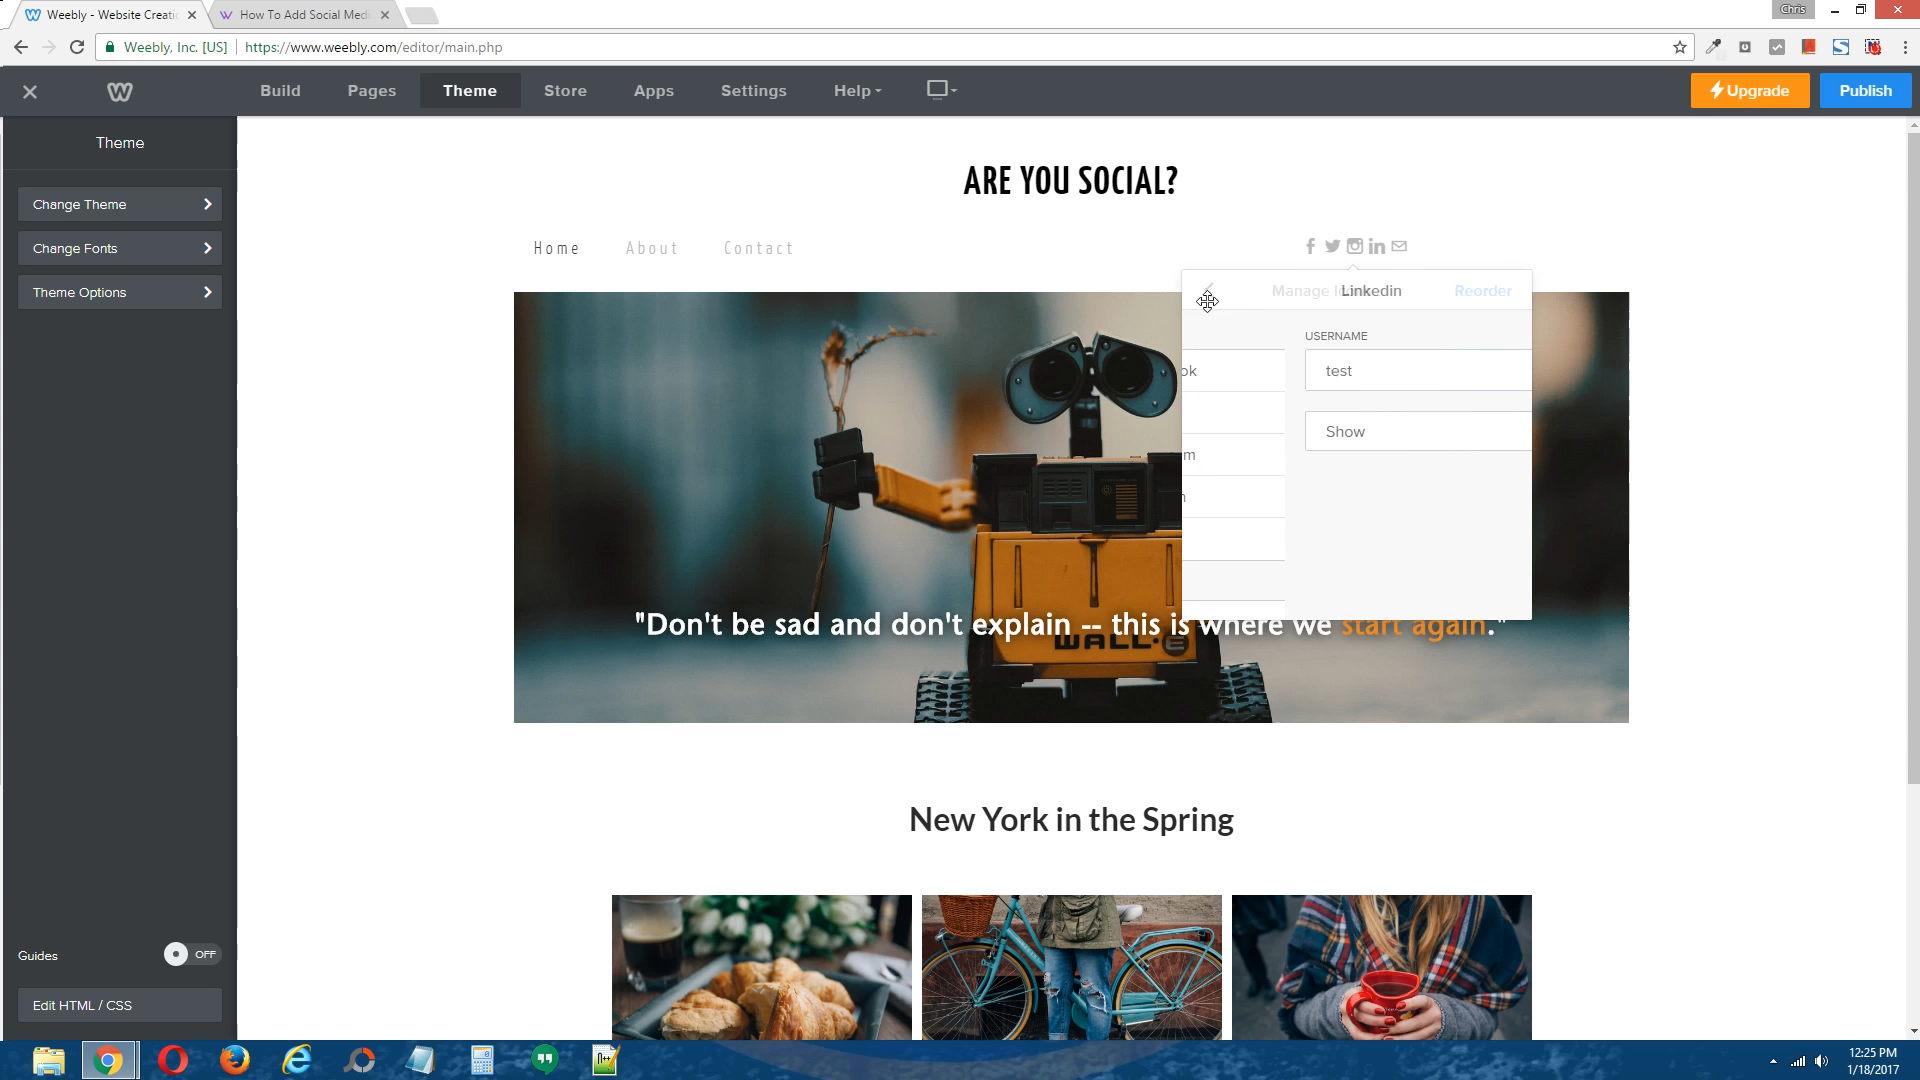 Weebly - Website Creatio
How To Add Social Medi
Chris
Weebly, Inc. [US]
https://www.weebly.com/editor/main.php
Build
Pages
Theme
Store
Apps
Settings
Help
Upgrade
Publish
Theme
Change Theme
Change Fonts
Theme Options
ARE YOU SOCIAL?
Home
About
Contact
Linkedin
Reorder
USERNAME
ok
test
Show
m
"Don't be sad and don't explain -- this is where we start again."
WALL·E
New York in the Spring
Guides
OFF
Edit HTML / CSS
12:25 PM
1/18/2017